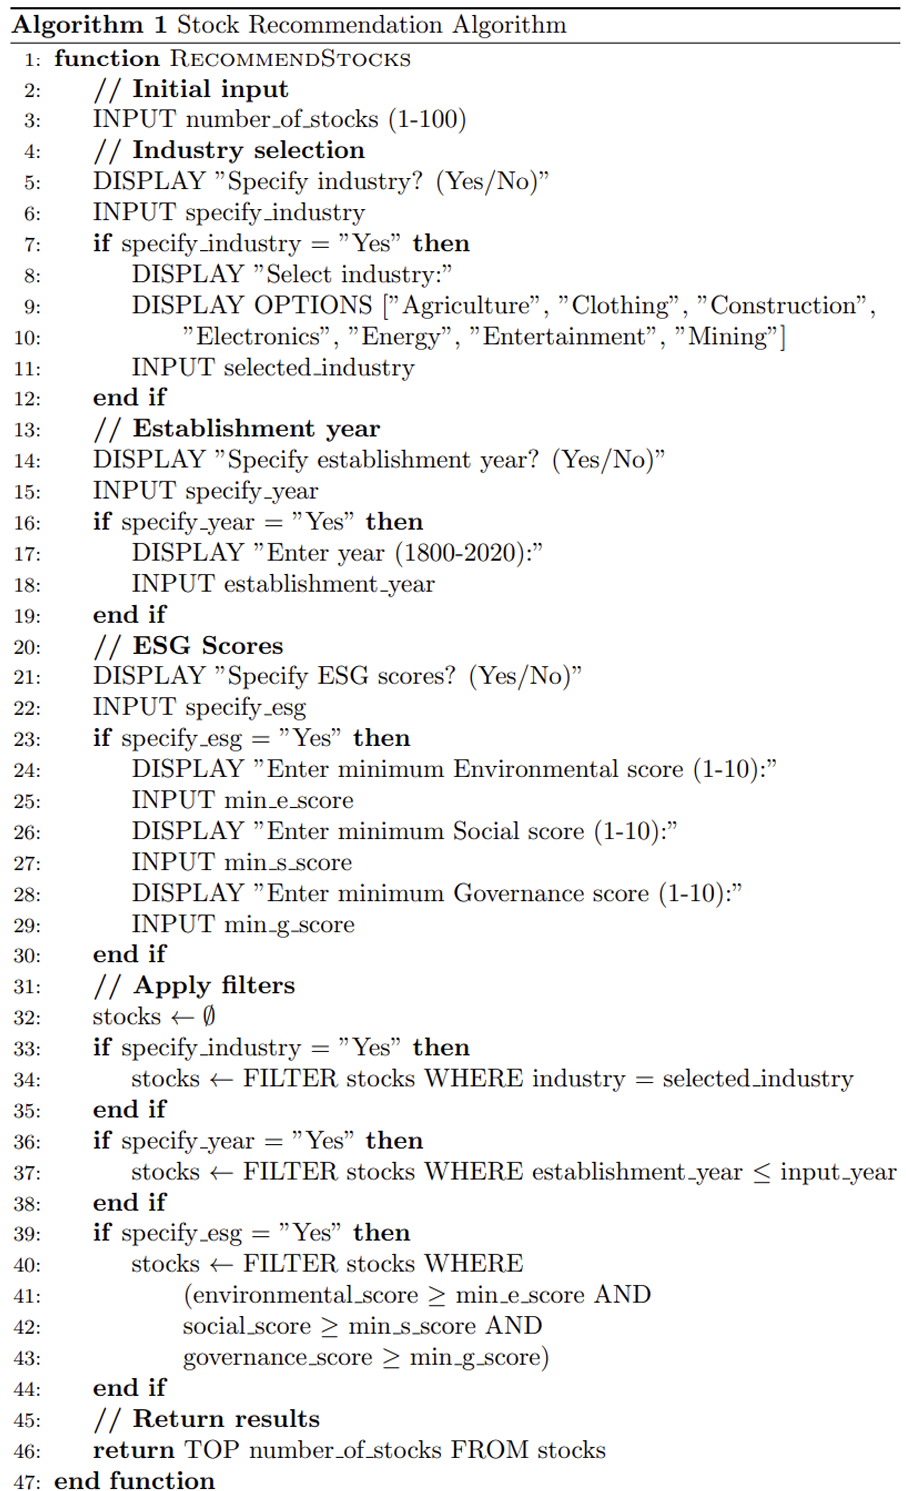 Algorithm 1 Stock Recommendation Algorithm
1: function RECOMMENDSTOCKS
2: // Initial input
3: INPUT number_of_stocks (1-100)
4: // Industry selection
5: DISPLAY ”Specify industry? (Yes/No)”
6: INPUT specify_industry
7: if specify_industry = ”Yes” then
8: DISPLAY ”Select industry:”
9: DISPLAY OPTIONS [”Agriculture”, ”Clothing”, ”Construction”,
10: ”Electronics”, ”Energy”, ”Entertainment”, ”Mining”]
11: INPUT selected_industry
12: end if
13: // Establishment year
14: DISPLAY ”Specify establishment year? (Yes/No)”
15: INPUT specify_year
16: if specify_year = ”Yes” then
17: DISPLAY ”Enter year (1800-2020):”
18: INPUT establishment_year
19: end if
20: // ESG Scores
21: DISPLAY ”Specify ESG scores? (Yes/No)”
22: INPUT specify_esg
23: if specify_esg = ”Yes” then
24: DISPLAY ”Enter minimum Environmental score (1-10):”
25: INPUT min_e_score
26: DISPLAY ”Enter minimum Social score (1-10):”
27: INPUT min_s_score
28: DISPLAY ”Enter minimum Governance score (1-10):”
29: INPUT min_g_score
30: end if
31: // Apply filters
32: stocks ← ∅
33: if specify_industry = ”Yes” then
34: stocks ← FILTER stocks WHERE industry = selected_industry
35: end if
36: if specify_year = ”Yes” then
37: stocks ← FILTER stocks WHERE establishment_year ≤ input_year
38: end if
39: if specify_esg = ”Yes” then
40: stocks ← FILTER stocks WHERE
41: (environmental_score ≥ min_e_score AND
42: social_score ≥ min_s_score AND
43: governance_score ≥ min_g_score)
44: end if
45: // Return results
46: return TOP number_of_stocks FROM stocks
47: end function